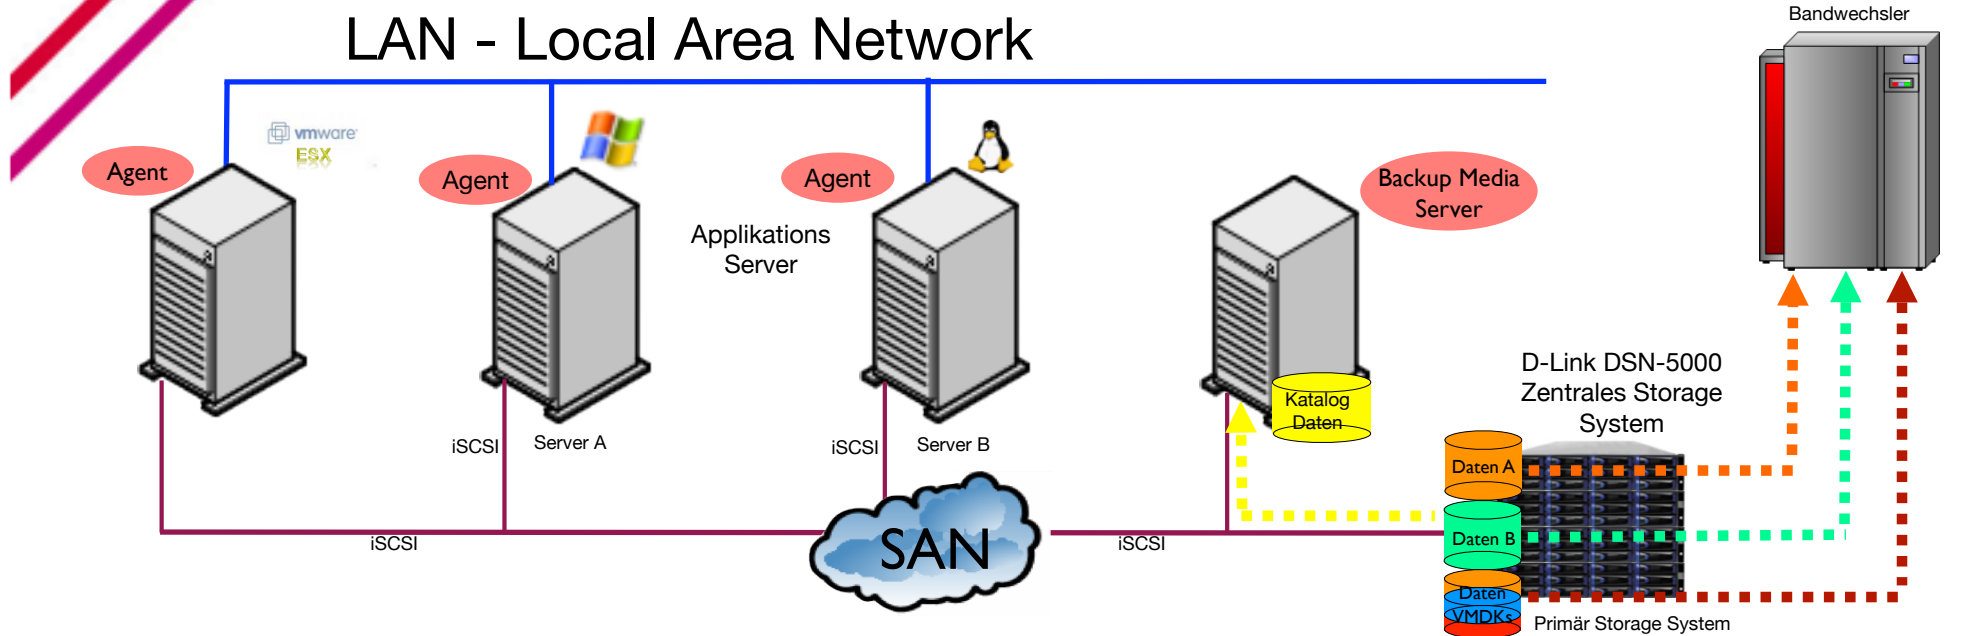 LAN - Local Area Network
Bandwechsler
vmware
ESX
Agent
Agent
Agent
Backup Media
Server
Applikations
Server
Katalog
Daten
D-Link DSN-5000
Zentrales Storage
System
iSCSI
Server A
iSCSI
Server B
Daten A
Daten B
SAN
iSCSI
iSCSI
Daten
VMDKs
Primär Storage System